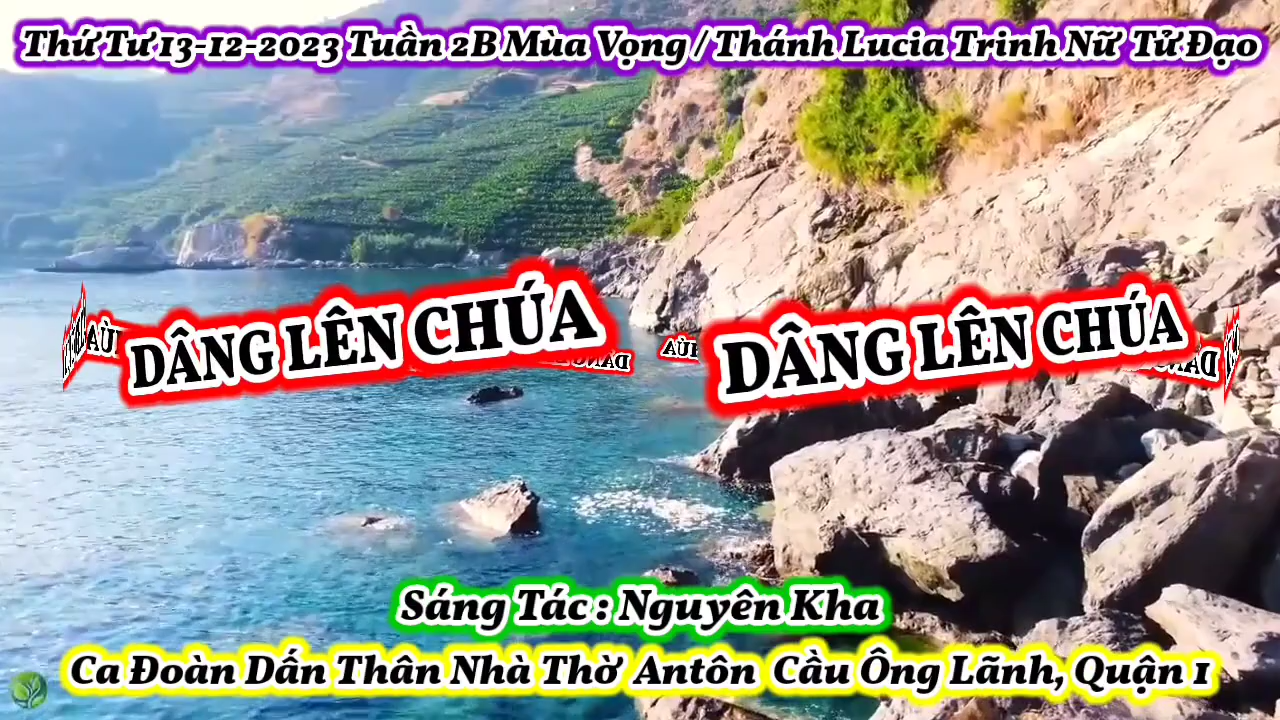 Thứ Tư 13-12-2023 Tuần 2B Mùa Vọng / Thánh Lucia Trinh Nữ Tử Đạo
DÂNG LÊN CHÚA DÂNG LÊN CHÚA
Sáng Tác : Nguyên Kha
Ca Đoàn Dấn Thân Nhà Thờ Antôn Cầu Ông Lãnh, Quận 1